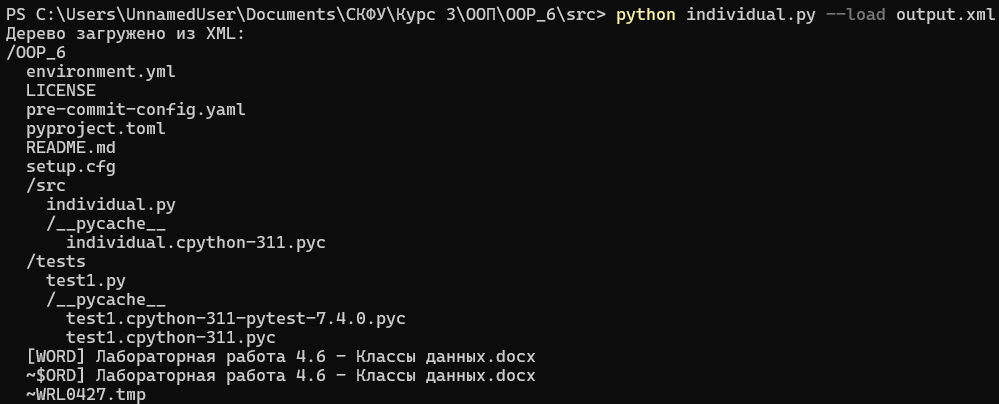 PS C:\Users\UnnamedUser\Documents\СКФУ\Курс 3\ООП\OOP_6\src> python individual.py --load output.xml
Дерево загружено из XML:
/OOP_6
  environment.yml
  LICENSE
  pre-commit-config.yaml
  pyproject.toml
  README.md
  setup.cfg
  /src
    individual.py
    /__pycache__
      individual.cpython-311.pyc
  /tests
    test1.py
    /__pycache__
      test1.cpython-311-pytest-7.4.0.pyc
      test1.cpython-311.pyc
  [WORD] Лабораторная работа 4.6 - Классы данных.docx
  ~$ORD] Лабораторная работа 4.6 - Классы данных.docx
  ~WRL0427.tmp